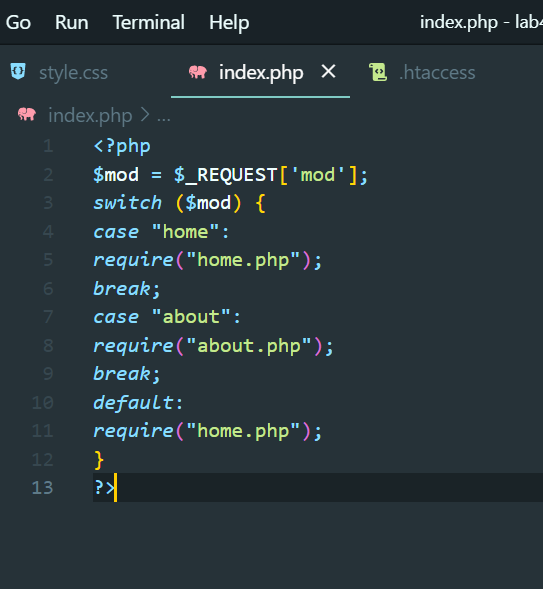 Go Run Terminal Help index.php - lab4
style.css index.php × .htaccess
index.php > ...
1 <?php
2 $mod = $_REQUEST['mod'];
3 switch ($mod) {
4 case "home":
5 require("home.php");
6 break;
7 case "about":
8 require("about.php");
9 break;
10 default:
11 require("home.php");
12 }
13 ?>